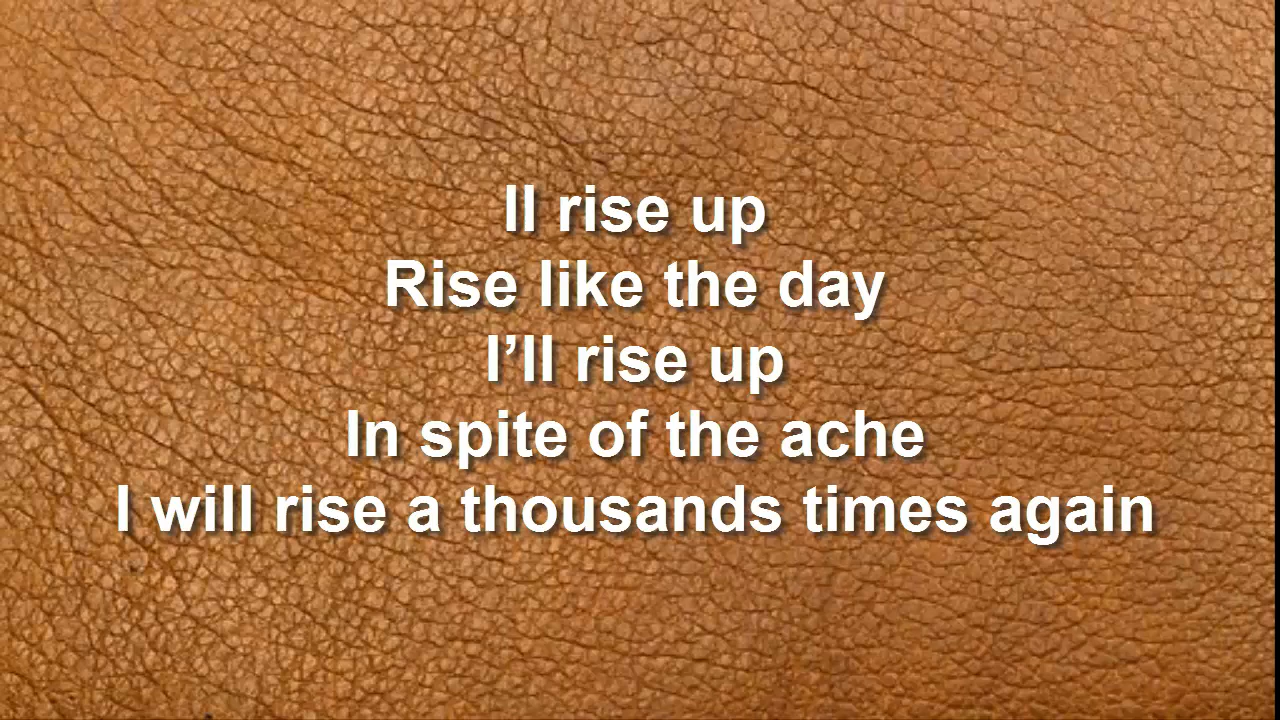 Il rise up
Rise like the day
I’ll rise up
In spite of the ache
I will rise a thousands times again